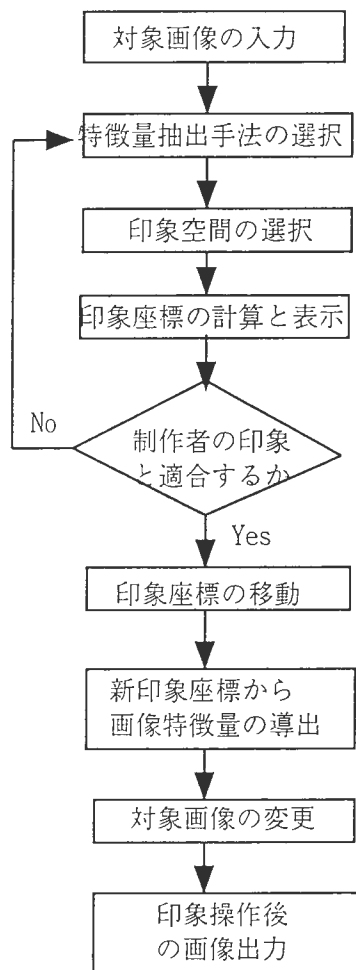 対象画像の入力
特徴量抽出手法の選択
印象空間の選択
印象座標の計算と表示
No
制作者の印象
と適合するか
Yes
印象座標の移動
新印象座標から
画像特徴量の導出
対象画像の変更
印象操作後
の画像出力